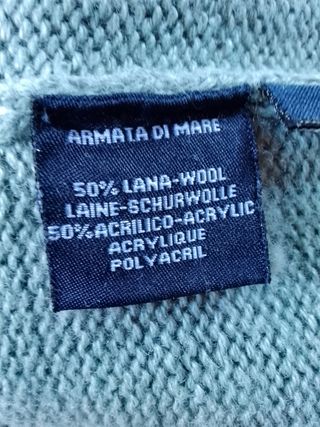 ARMATA DI MARE
50% LANA-WOOL
LAINE-SCHURWOLLE
50% ACRILICO-ACRYLIC
ACRYLIQUE
POLYACRIL